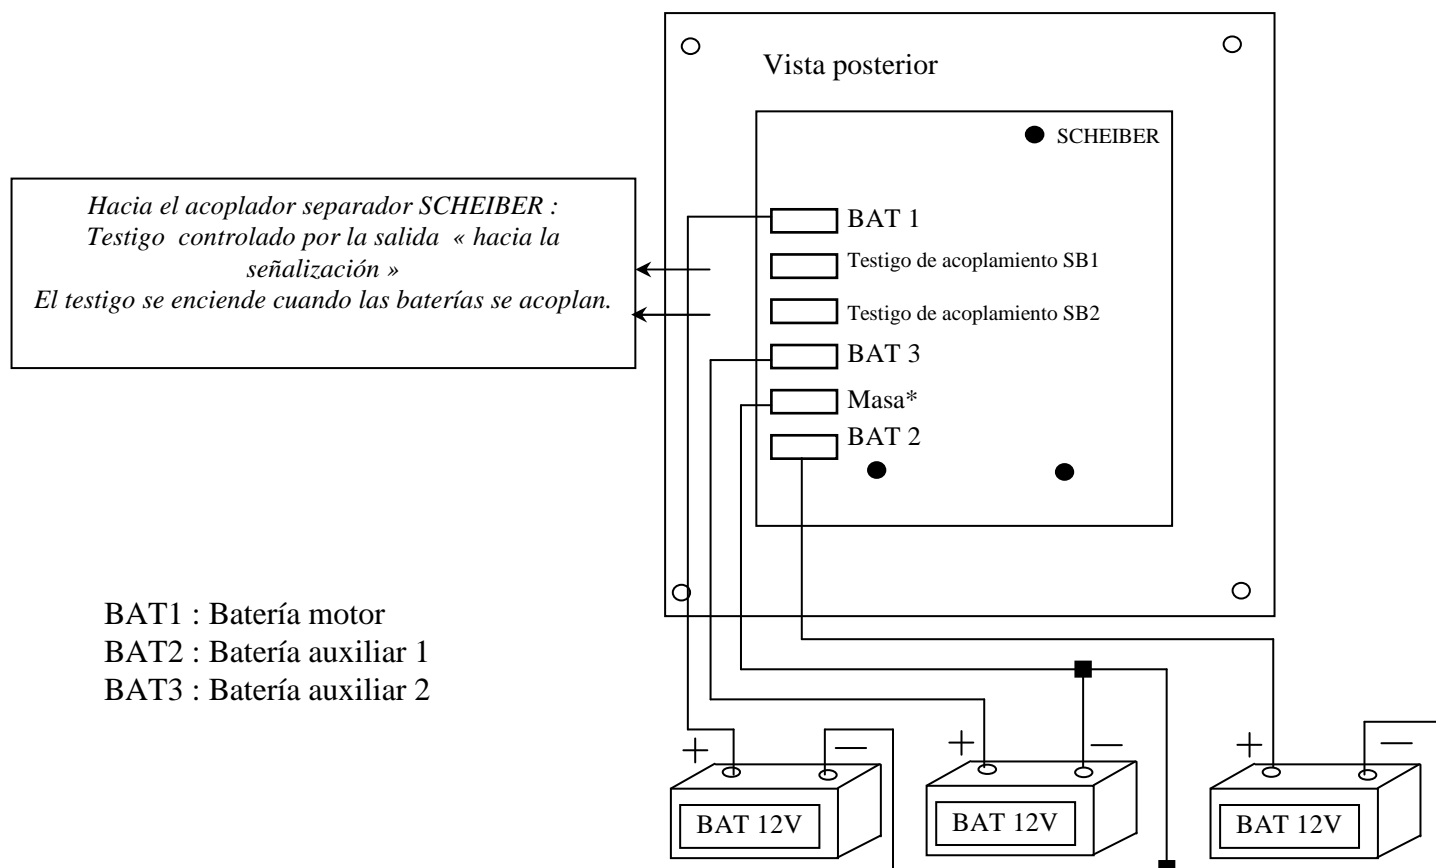 Vista posterior
SCHEIBER
Hacia el acoplador separador SCHEIBER :
Testigo controlado por la salida « hacia la
señalización »
El testigo se enciende cuando las baterías se acoplan.
BAT 1
Testigo de acoplamiento SB1
Testigo de acoplamiento SB2
BAT 3
Masa*
BAT 2
BAT1 : Batería motor
BAT2 : Batería auxiliar 1
BAT3 : Batería auxiliar 2
+ — + — + —
BAT 12V
BAT 12V
BAT 12V